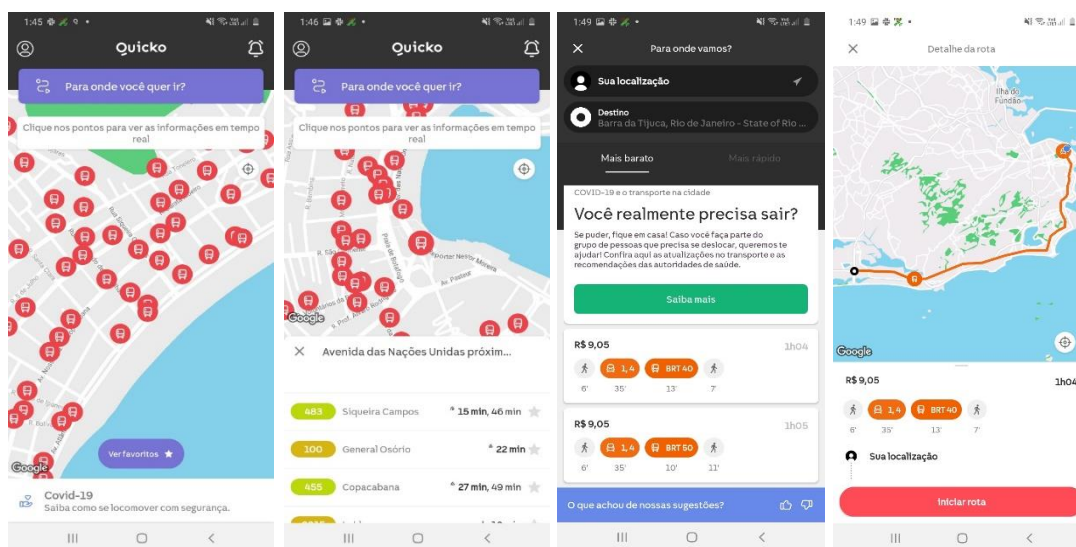 1:45
Quicko
Para onde você quer ir?
Clique nos pontos para ver as informações em tempo
real
Google
Ver favoritos
Covid-19
Saiba como se locomover com segurança.
1:46
Quicko
Para onde você quer ir?
Clique nos pontos para ver as informações em tempo
real
Av. Pasteur
Google
Avenida das Nações Unidas próxim...
483 Siqueira Campos 15 min, 46 min
100 General Osório 22 min
455 Copacabana 27 min, 49 min
1:49
Para onde vamos?
Sua localização
Destino
Barra da Tijuca, Rio de Janeiro - State of Rio ...
Mais barato Mais rápido
COVID-19 e o transporte na cidade
Você realmente precisa sair?
Se puder, fique em casa! Caso você faça parte do
grupo de pessoas que precisa se deslocar, queremos te
ajudar! Confira aqui as atualizações no transporte e as
recomendações das autoridades de saúde.
Saiba mais
R$ 9,05 1h04
1,4 BRT 40
6' 35' 13' 7'
R$ 9,05 1h05
1,4 BRT 50
6' 35' 10' 11'
O que achou de nossas sugestões?
1:49
Detalhe da rota
Ilha do
Fundão
Google
R$ 9,05 1h04
1,4 BRT 40
6' 35' 13' 7'
Sua localização
Iniciar rota